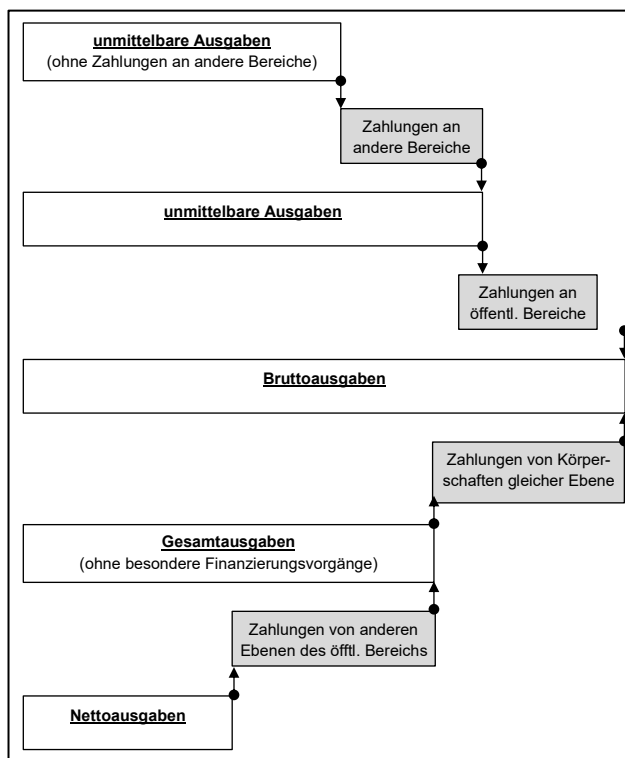 unmittelbare Ausgaben
(ohne Zahlungen an andere Bereiche)
Zahlungen an
andere Bereiche
unmittelbare Ausgaben
Zahlungen an
öffentl. Bereiche
Bruttoausgaben
Zahlungen von Körper-
schaften gleicher Ebene
Gesamtausgaben
(ohne besondere Finanzierungsvorgänge)
Zahlungen von anderen
Ebenen des öfftl. Bereichs
Nettoausgaben